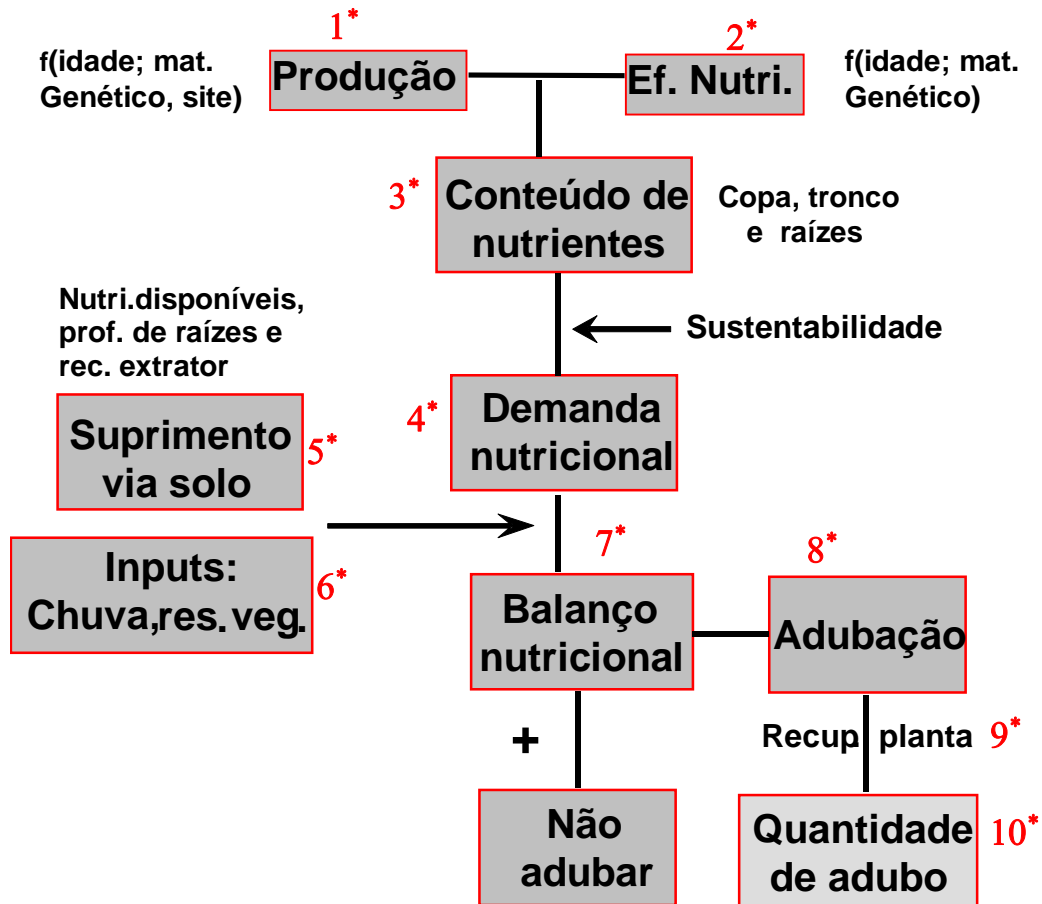 1*
2*
f(idade; mat.
Genético, site)
Produção
Ef. Nutri.
f(idade; mat.
Genético)
3*
Conteúdo de
nutrientes
Copa, tronco
e raízes
Nutri.disponíveis,
prof. de raízes e
rec. extrator
Sustentabilidade
4*
Demanda
nutricional
Suprimento
via solo
5*
Inputs:
Chuva,res. veg.
6*
7*
8*
Balanço
nutricional
Adubação
+
Recup. planta 9*
Não
adubar
Quantidade
de adubo
10*